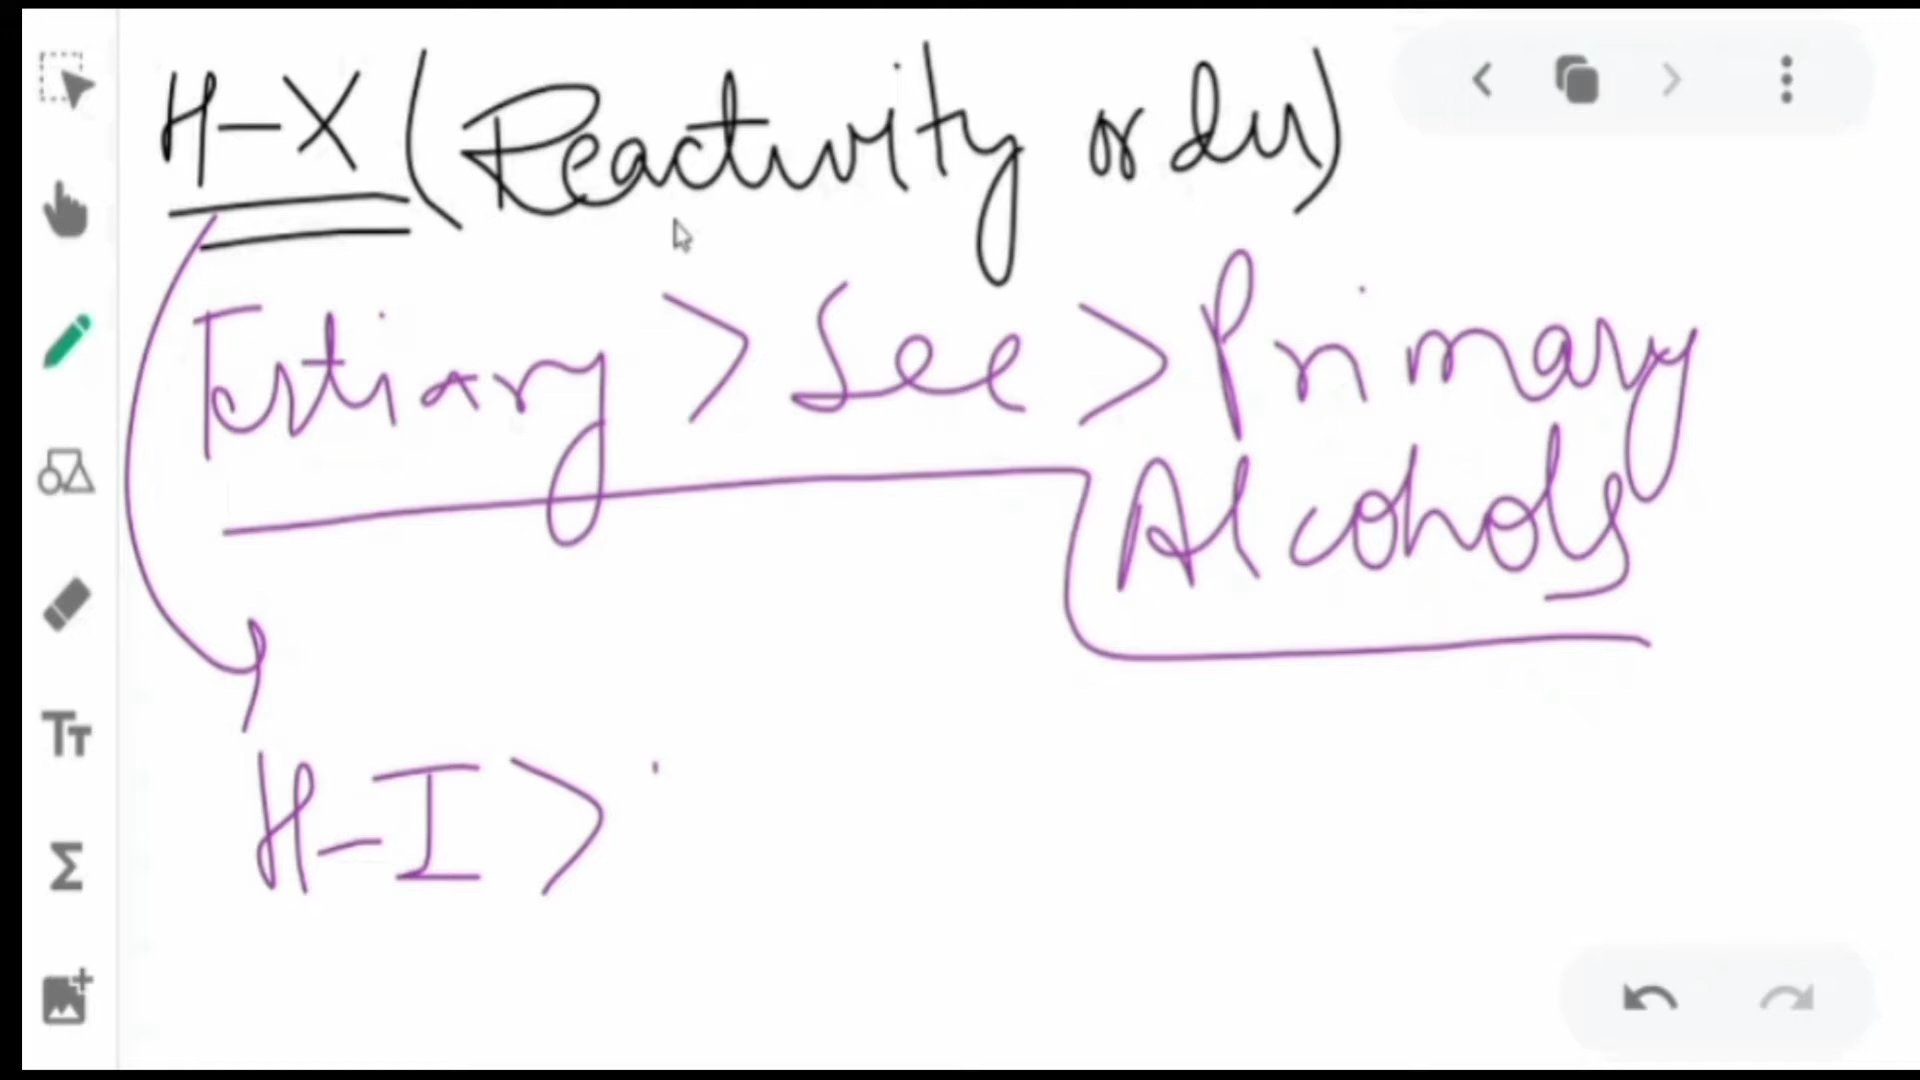 H-X (Reactivity order)
Tertiary > Sec > Primary
Alcohols
H-I >